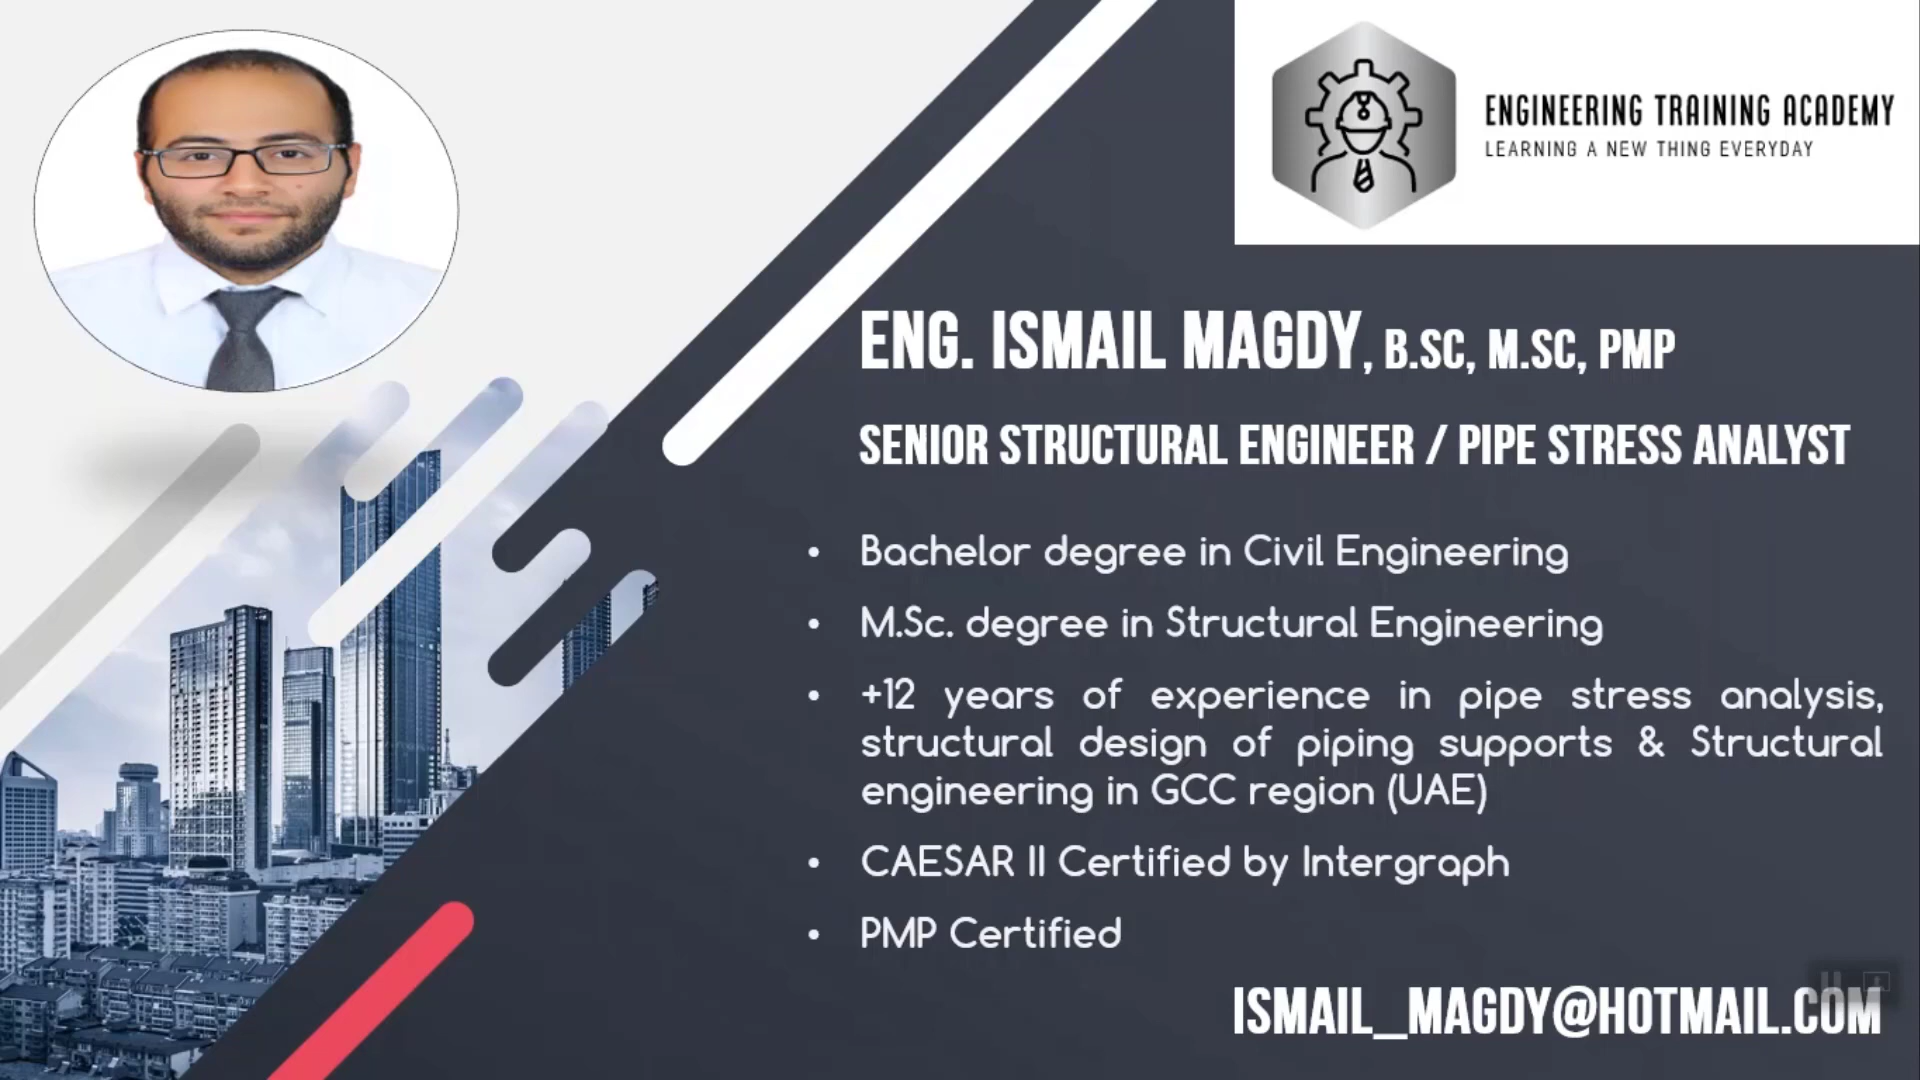 ENGINEERING TRAINING ACADEMY
LEARNING A NEW THING EVERYDAY
ENG. ISMAIL MAGDY, B.SC, M.SC, PMP
SENIOR STRUCTURAL ENGINEER / PIPE STRESS ANALYST
• Bachelor degree in Civil Engineering
• M.Sc. degree in Structural Engineering
• +12 years of experience in pipe stress analysis,
structural design of piping supports & Structural
engineering in GCC region (UAE)
• CAESAR II Certified by Intergraph
• PMP Certified
ISMAIL_MAGDY@HOTMAIL.COM